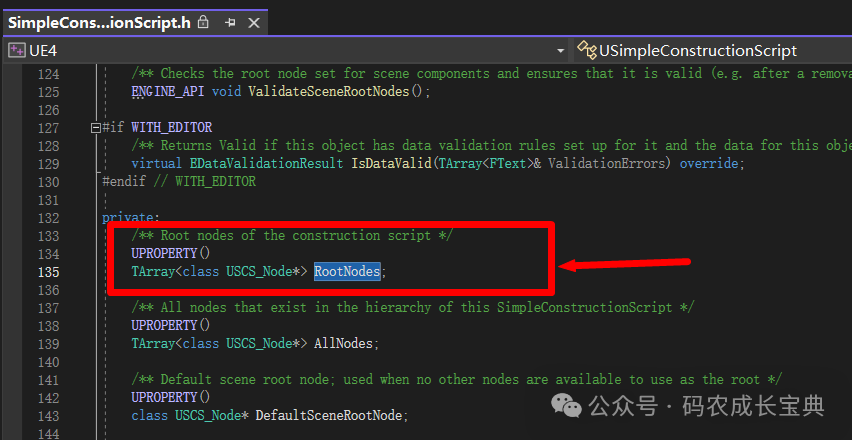 SimpleCons...ionScript.h
UE4
USimpleConstructionScript
124 /** Checks the root node set for scene components and ensures that it is valid (e.g. after a remova
125 ENGINE_API void ValidateSceneRootNodes();
126
127 #if WITH_EDITOR
128 /** Returns Valid if this object has data validation rules set up for it and the data for this obje
129 virtual EDataValidationResult IsDataValid(TArray<FText>& ValidationErrors) override;
130 #endif // WITH_EDITOR
131
132 private:
133 /** Root nodes of the construction script */
134 UPROPERTY()
135 TArray<class USCS_Node*> RootNodes;
136
137 /** All nodes that exist in the hierarchy of this SimpleConstructionScript */
138 UPROPERTY()
139 TArray<class USCS_Node*> AllNodes;
140
141 /** Default scene root node; used when no other nodes are available to use as the root */
142 UPROPERTY()
143 class USCS_Node* DefaultSceneRootNode;
144
公众号 · 码农成长宝典